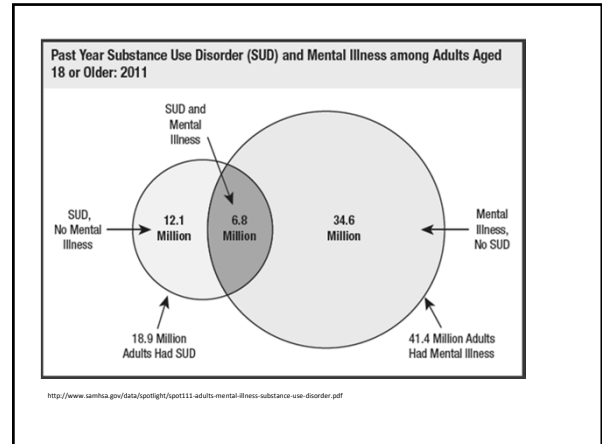 Past Year Substance Use Disorder (SUD) and Mental Illness among Adults Aged
18 or Older: 2011
SUD and
Mental
Illness
SUD,
No Mental
Illness
12.1
Million
6.8
Million
34.6
Million
Mental
Illness,
No SUD
18.9 Million
Adults Had SUD
41.4 Million Adults
Had Mental Illness
http://www.samhsa.gov/data/spotlight/spot111-adults-mental-illness-substance-use-disorder.pdf